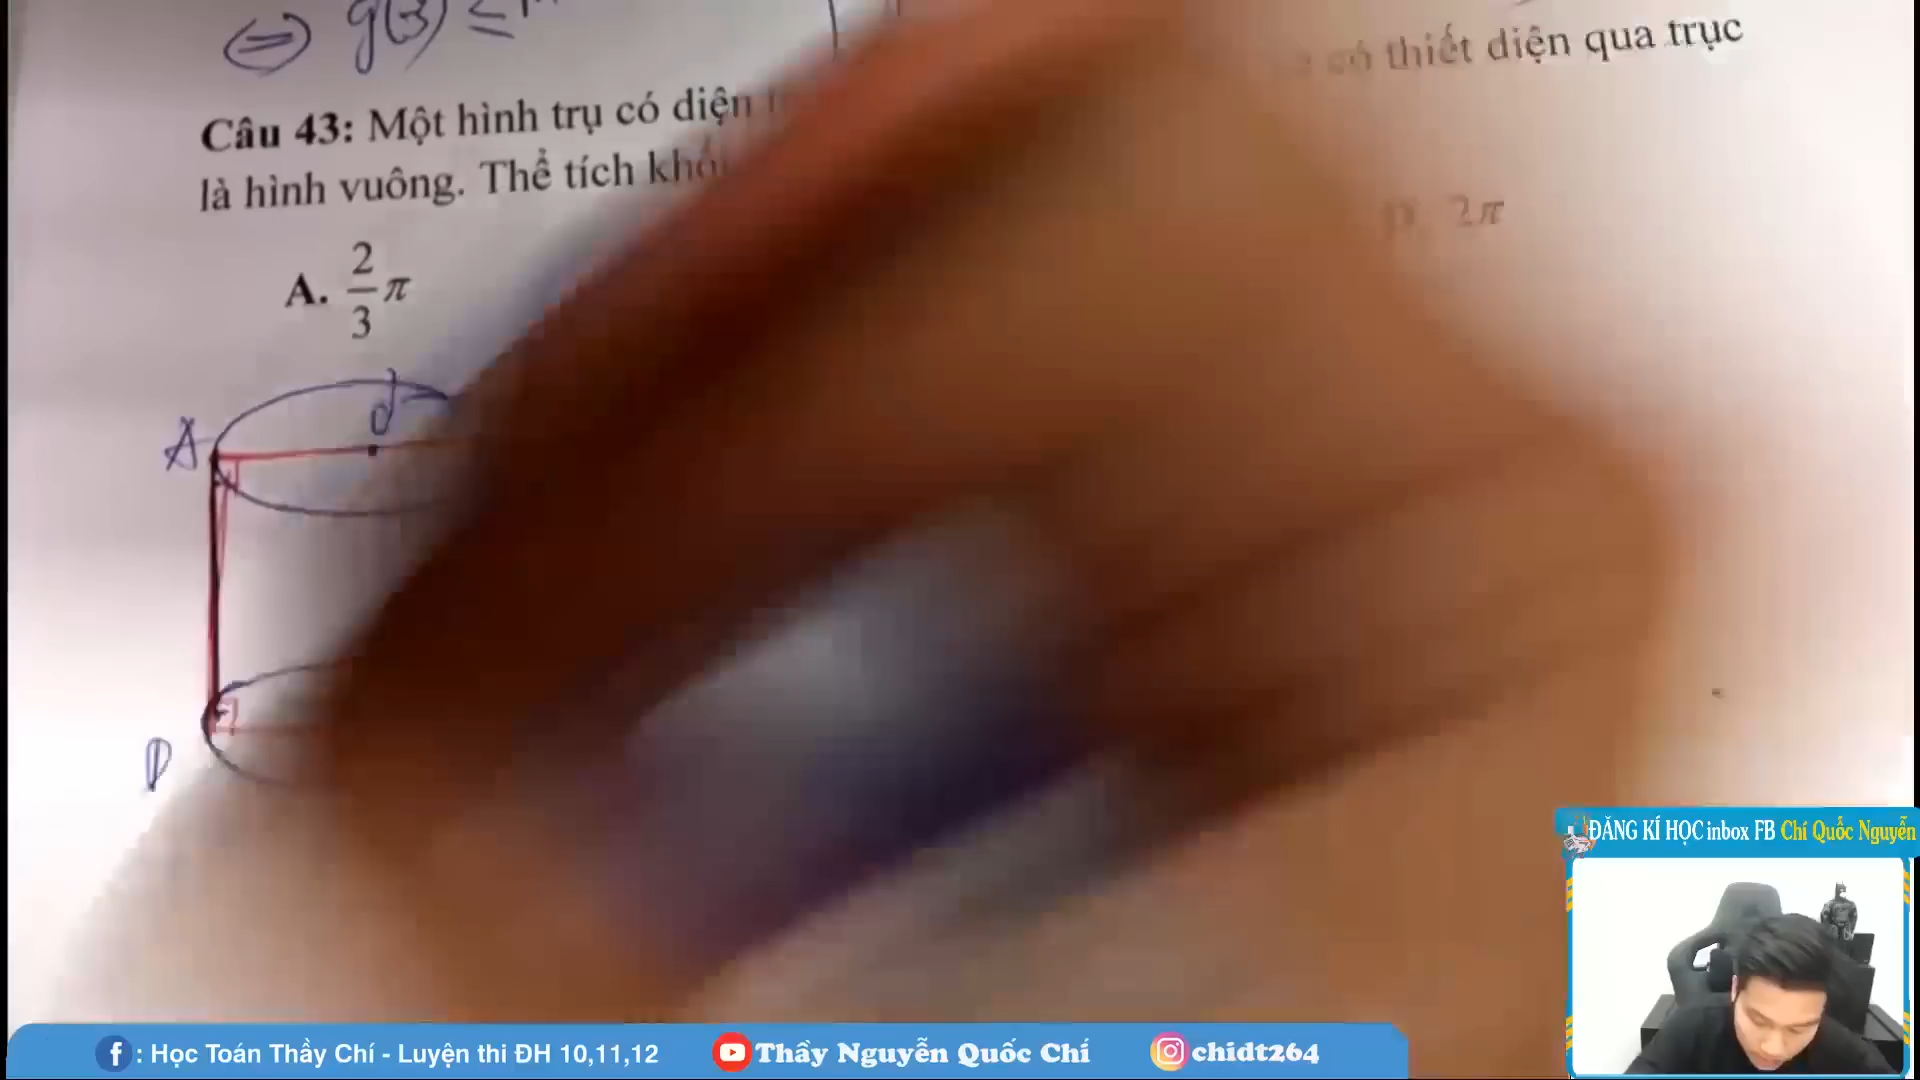 ⇔ g(3) ≤
có thiết diện qua trục
Câu 43: Một hình trụ có diện
là hình vuông. Thể tích khối
D. 2π
A. 2/3 π
d
A
D
ĐĂNG KÍ HỌC inbox FB Chí Quốc Nguyễn
f : Học Toán Thầy Chí - Luyện thi ĐH 10,11,12
Thầy Nguyễn Quốc Chí
chidt264